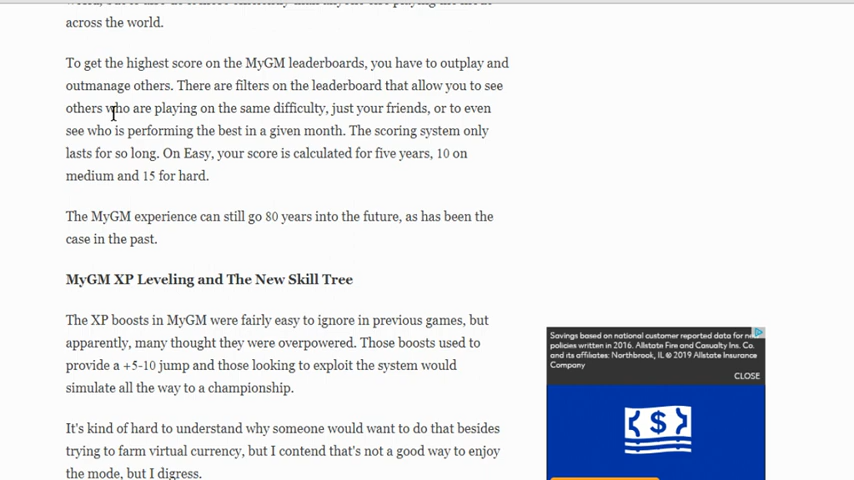 across the world.
To get the highest score on the MyGM leaderboards, you have to outplay and
outmanage others. There are filters on the leaderboard that allow you to see
others who are playing on the same difficulty, just your friends, or to even
see who is performing the best in a given month. The scoring system only
lasts for so long. On Easy, your score is calculated for five years, 10 on
medium and 15 for hard.
The MyGM experience can still go 80 years into the future, as has been the
case in the past.
MyGM XP Leveling and The New Skill Tree
The XP boosts in MyGM were fairly easy to ignore in previous games, but
apparently, many thought they were overpowered. Those boosts used to
provide a +5-10 jump and those looking to exploit the system would
simulate all the way to a championship.
It's kind of hard to understand why someone would want to do that besides
trying to farm virtual currency, but I contend that's not a good way to enjoy
the mode, but I digress.
Savings based on national customer reported data for new
policies written in 2016. Allstate Fire and Casualty Ins. Co.
and its affiliates: Northbrook, IL © 2019 Allstate Insurance
Company
CLOSE
$